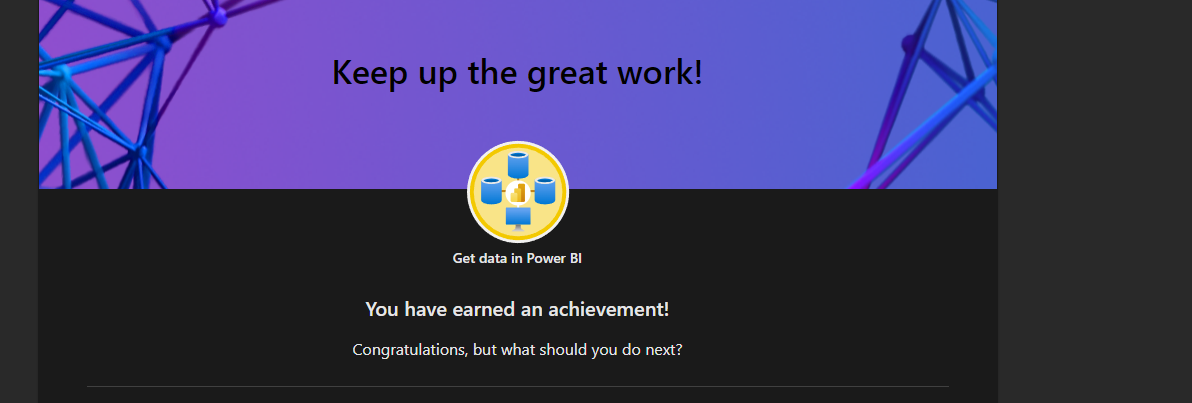 Keep up the great work!
Get data in Power BI
You have earned an achievement!
Congratulations, but what should you do next?